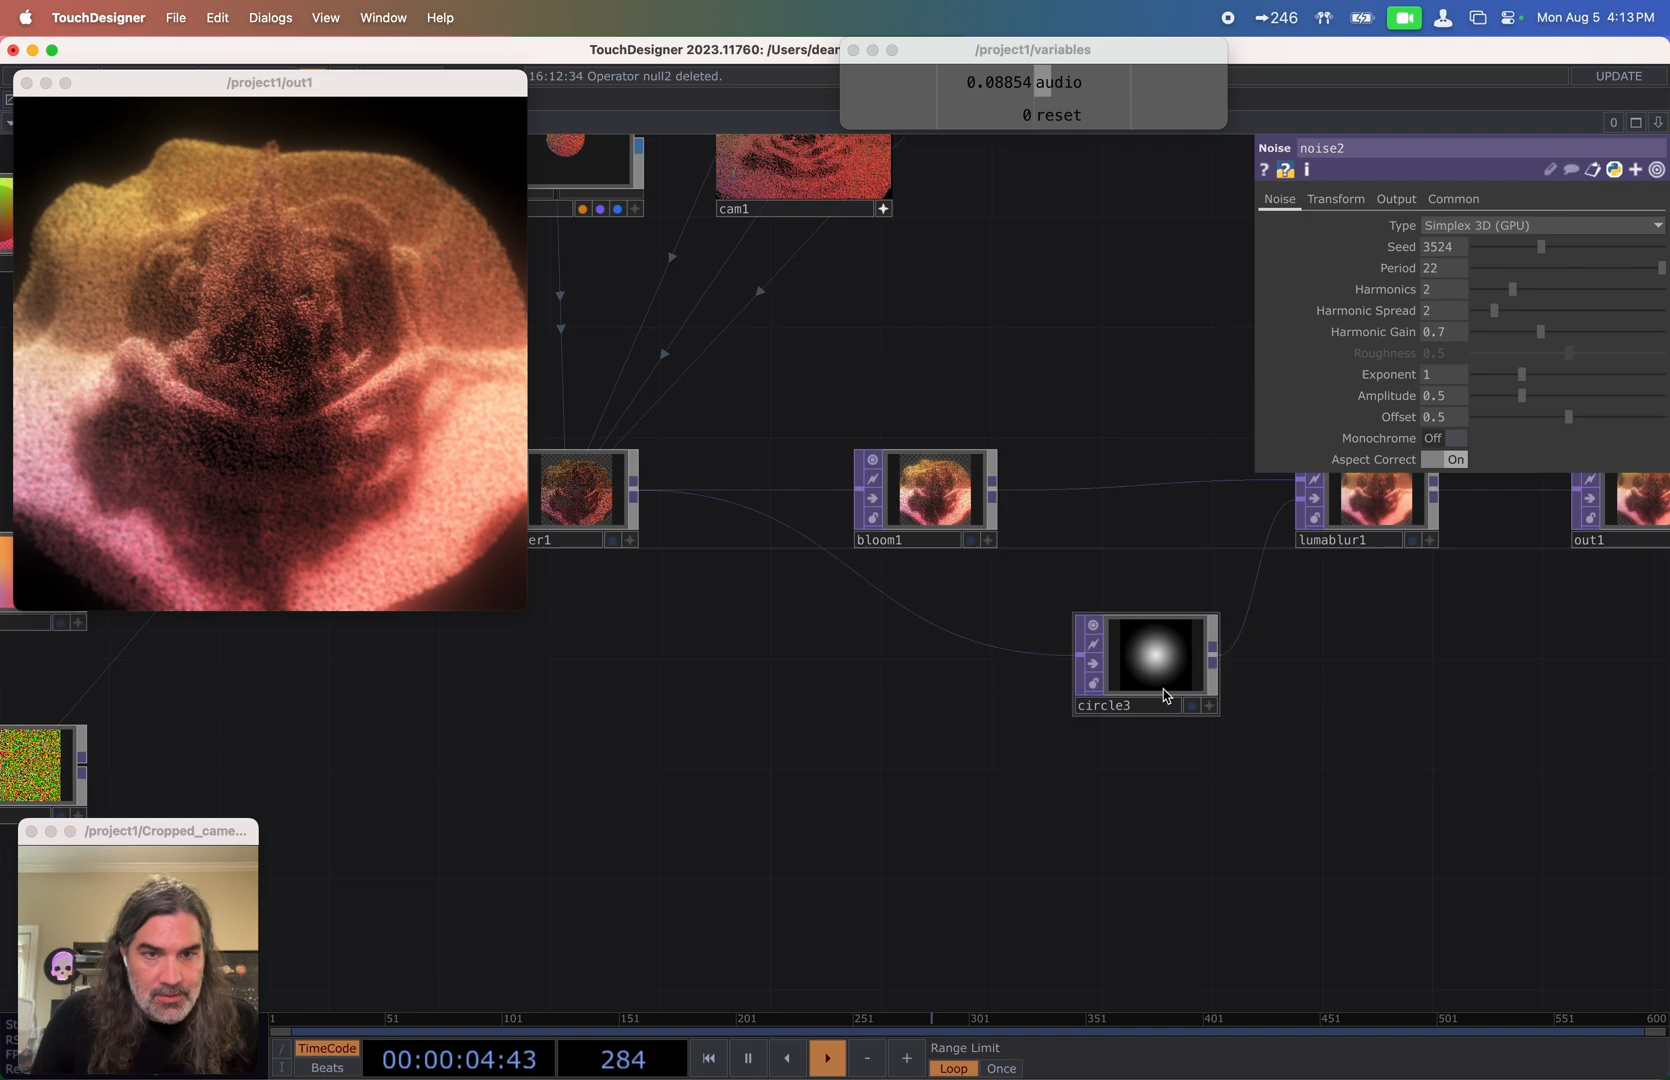 TouchDesigner File Edit Dialogs View Window Help
246
Mon Aug 5 4:13 PM
TouchDesigner 2023.11760: /Users/dear
/project1/variables
/project1/out1
16:12:34 Operator null2 deleted.
UPDATE
0.08854 audio
0 reset
0
Noise noise2
Noise Transform Output Common
Type Simplex 3D (GPU)
Seed 3524
Period 22
Harmonics 2
Harmonic Spread 2
Harmonic Gain 0.7
Roughness 0.5
Exponent 1
Amplitude 0.5
Offset 0.5
Monochrome Off
Aspect Correct On
cam1
er1
bloom1
lumablur1
out1
circle3
/project1/Cropped_came...
1 51 101 151 201 251 301 351 401 451 501 551 600
TimeCode
Beats
00:00:04:43
284
Range Limit
Loop Once